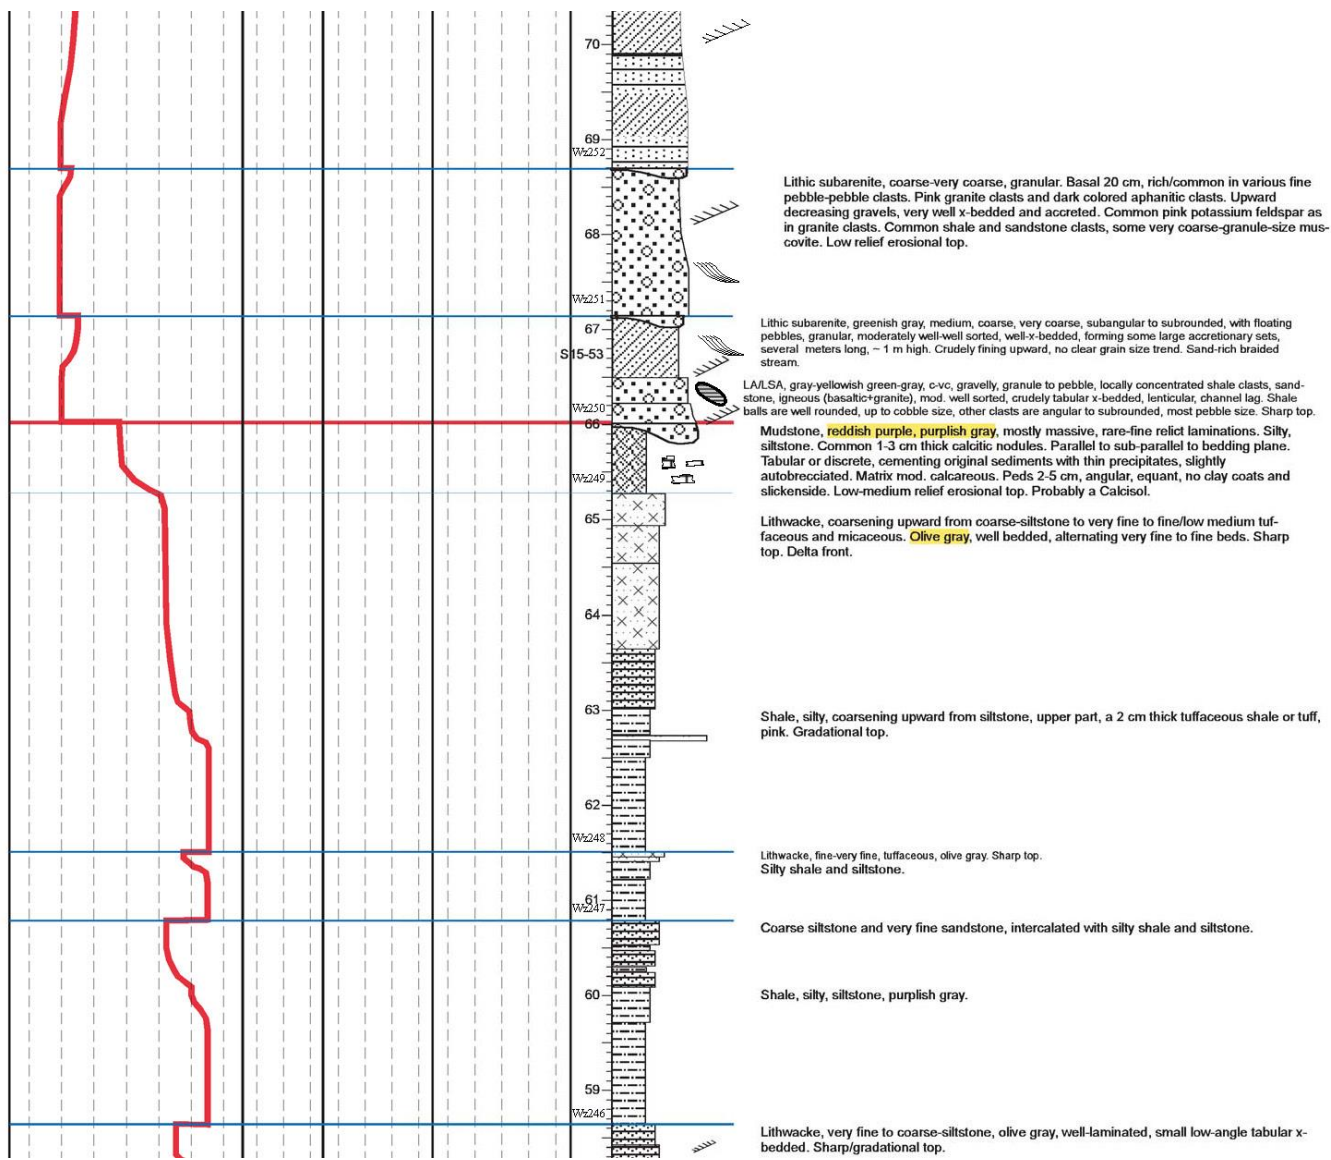 70
69
Wz252
Lithic subarenite, coarse-very coarse, granular. Basal 20 cm, rich/common in various fine
pebble-pebble clasts. Pink granite clasts and dark colored aphanitic clasts. Upward
decreasing gravels, very well x-bedded and accreted. Common pink potassium feldspar as
in granite clasts. Common shale and sandstone clasts, some very coarse-granule-size mus-
covite. Low relief erosional top.
68
Wz251
67
Lithic subarenite, greenish gray, medium, coarse, very coarse, subangular to subrounded, with floating
pebbles, granular, moderately well-well sorted, well-x-bedded, forming some large accretionary sets,
several meters long, ~ 1 m high. Crudely fining upward, no clear grain size trend. Sand-rich braided
stream.
S15-53
LA/LSA, gray-yellowish green-gray, c-vc, gravelly, granule to pebble, locally concentrated shale clasts, sand-
stone, igneous (basaltic+granite), mod. well sorted, crudely tabular x-bedded, lenticular, channel lag. Shale
balls are well rounded, up to cobble size, other clasts are angular to subrounded, most pebble size. Sharp top.
Wz250
66
Mudstone, reddish purple, purplish gray, mostly massive, rare-fine relict laminations. Silty,
siltstone. Common 1-3 cm thick calcitic nodules. Parallel to sub-parallel to bedding plane.
Tabular or discrete, cementing original sediments with thin precipitates, slightly
autobrecciated. Matrix mod. calcareous. Peds 2-5 cm, angular, equant, no clay coats and
slickenside. Low-medium relief erosional top. Probably a Calcisol.
Wz249
65
Lithwacke, coarsening upward from coarse-siltstone to very fine to fine/low medium tuf-
faceous and micaceous. Olive gray, well bedded, alternating very fine to fine beds. Sharp
top. Delta front.
64
63
Shale, silty, coarsening upward from siltstone, upper part, a 2 cm thick tuffaceous shale or tuff,
pink. Gradational top.
62
Wz248
Lithwacke, fine-very fine, tuffaceous, olive gray. Sharp top.
Silty shale and siltstone.
61
Wz247
Coarse siltstone and very fine sandstone, intercalated with silty shale and siltstone.
60
Shale, silty, siltstone, purplish gray.
59
Wz246
Lithwacke, very fine to coarse-siltstone, olive gray, well-laminated, small low-angle tabular x-
bedded. Sharp/gradational top.